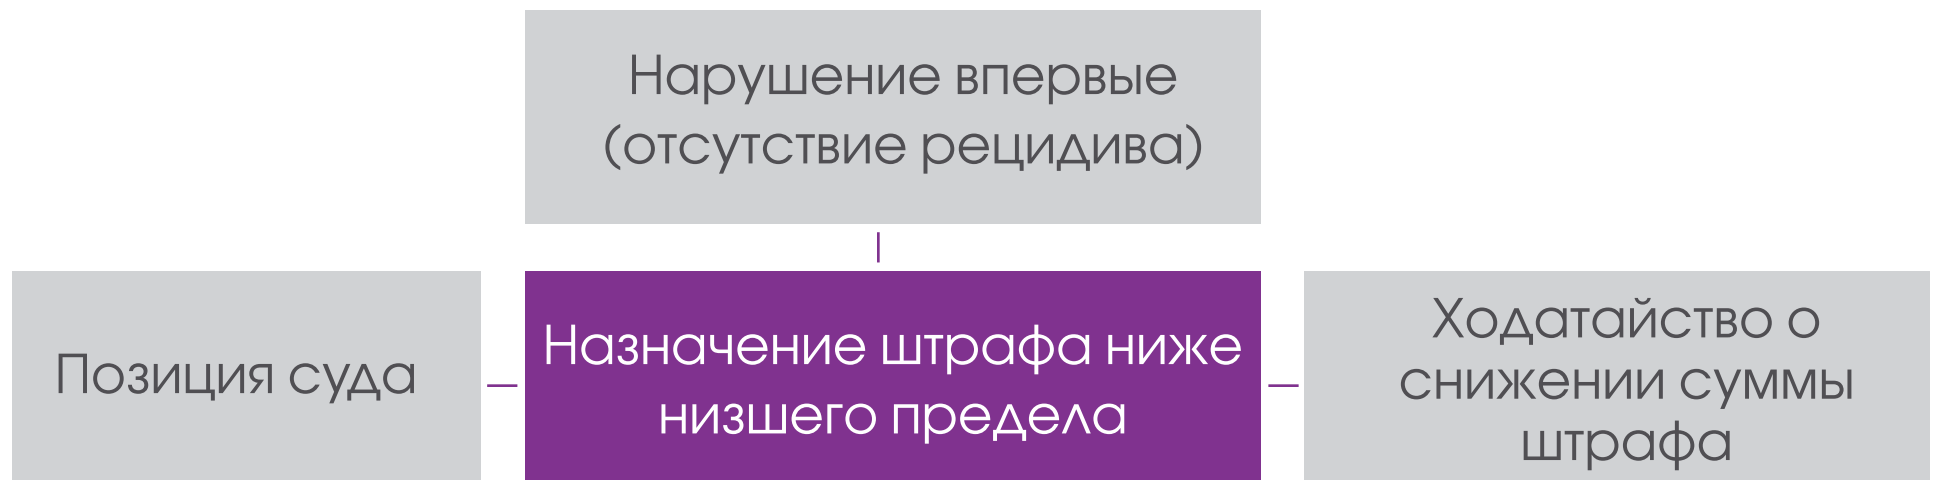 Нарушение впервые
(отсутствие рецидива)
Позиция суда
Назначение штрафа ниже
низшего предела
Ходатайство о
снижении суммы
штрафа